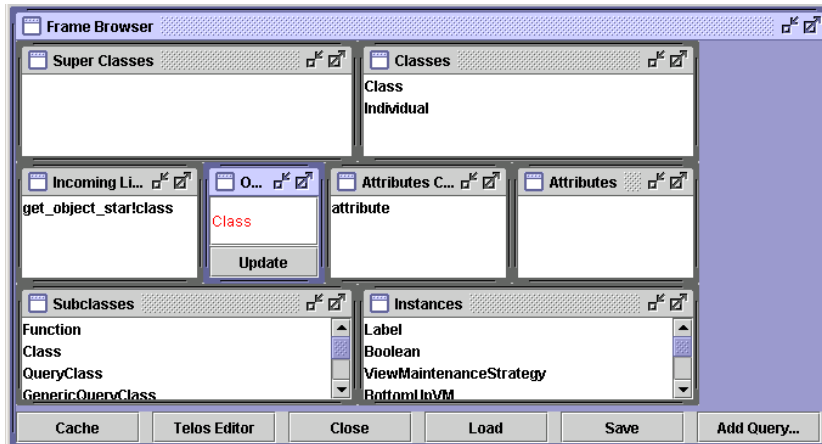 Frame Browser
Super Classes
Classes
Class
Individual
Incoming Li...
O...
Attributes C...
Attributes
get_object_star!class
Class
attribute
Update
Subclasses
Instances
Function
Class
QueryClass
GenericQueryClass
Label
Boolean
ViewMaintenanceStrategy
BottomUpVM
Cache
Telos Editor
Close
Load
Save
Add Query...